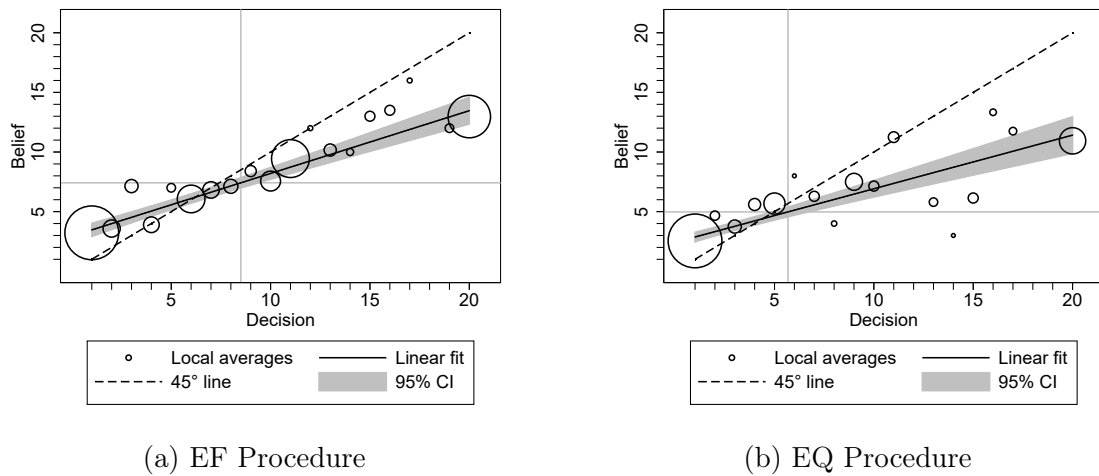 20
15
10
5
Belief
5 10 15 20
Decision
Local averages Linear fit
45° line 95% CI
(a) EF Procedure
20
15
10
5
Belief
5 10 15 20
Decision
Local averages Linear fit
45° line 95% CI
(b) EQ Procedure